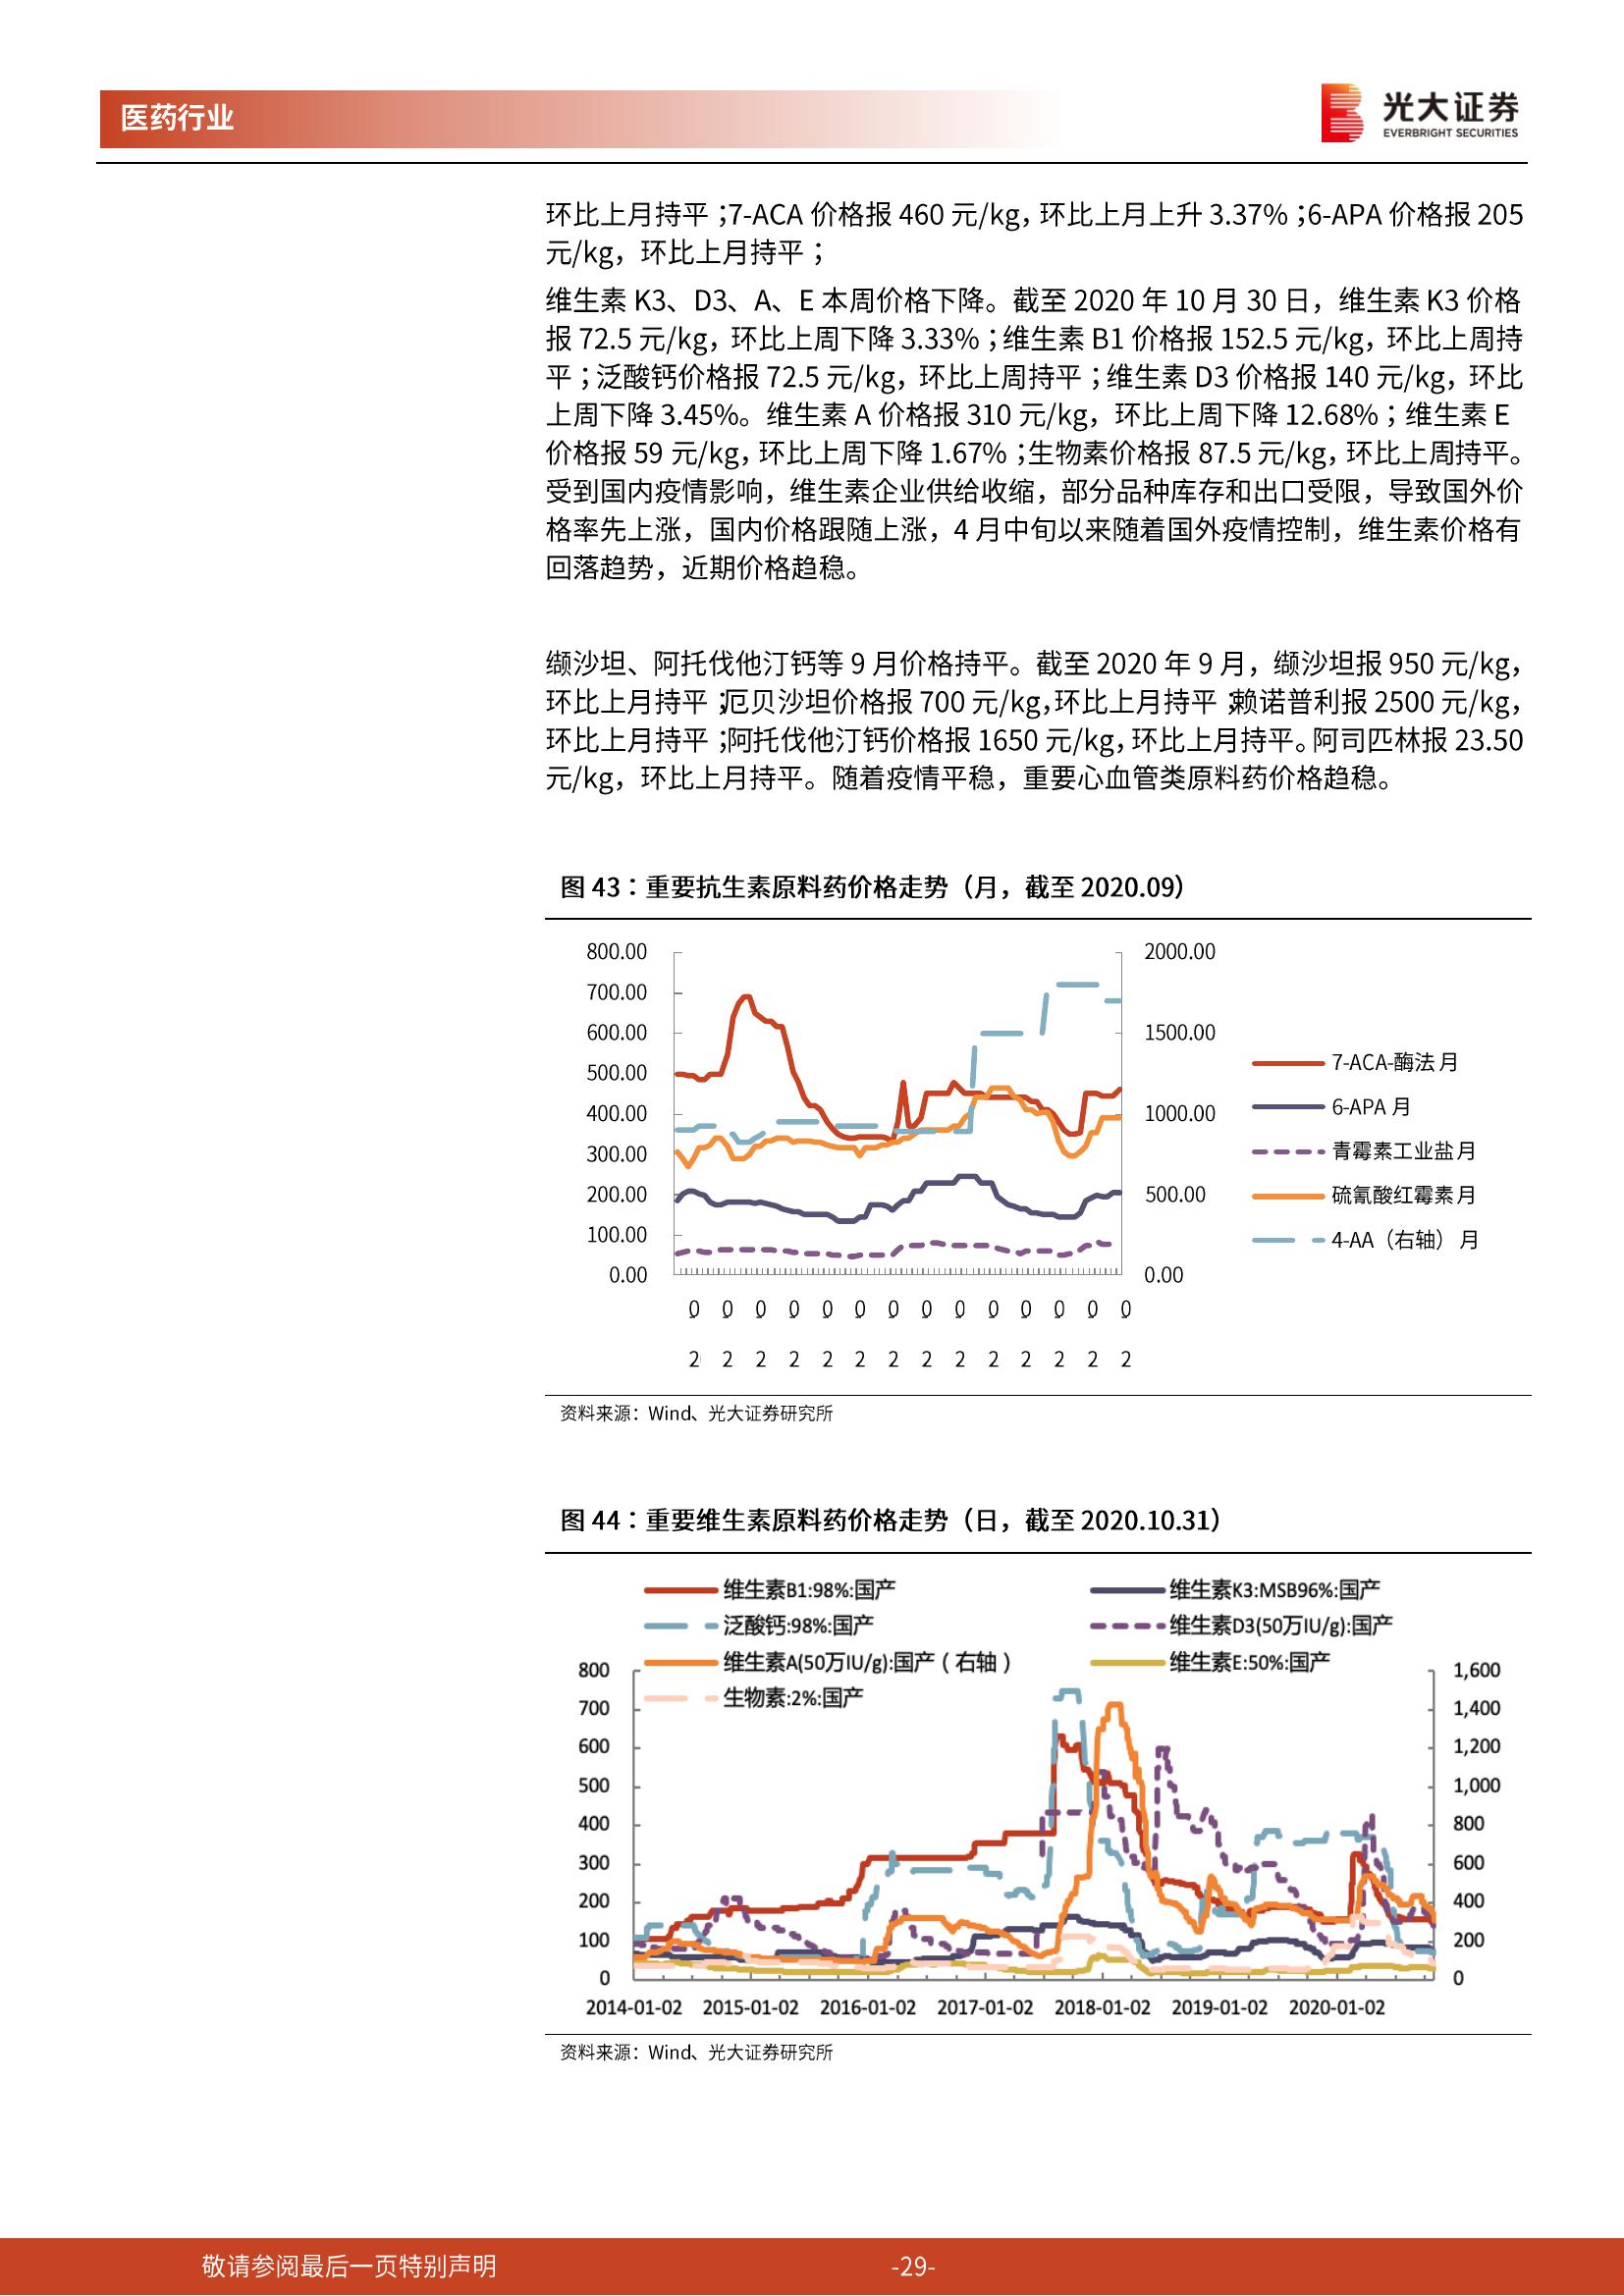 医药行业
光大证券
EVERBRIGHT SECURITIES
环比上月持平；7-ACA 价格报 460 元/kg，环比上月上升 3.37%；6-APA 价格报 205
元/kg，环比上月持平；
维生素 K3、D3、A、E 本周价格下降。截至 2020 年 10 月 30 日，维生素 K3 价格
报 72.5 元/kg，环比上周下降 3.33%；维生素 B1 价格报 152.5 元/kg，环比上周持
平；泛酸钙价格报 72.5 元/kg，环比上周持平；维生素 D3 价格报 140 元/kg，环比
上周下降 3.45%。维生素 A 价格报 310 元/kg，环比上周下降 12.68%；维生素 E
价格报 59 元/kg，环比上周下降 1.67%；生物素价格报 87.5 元/kg，环比上周持平。
受到国内疫情影响，维生素企业供给收缩，部分品种库存和出口受限，导致国外价
格率先上涨，国内价格跟随上涨，4 月中旬以来随着国外疫情控制，维生素价格有
回落趋势，近期价格趋稳。
缬沙坦、阿托伐他汀钙等 9 月价格持平。截至 2020 年 9 月，缬沙坦报 950 元/kg，
环比上月持平；厄贝沙坦价格报 700 元/kg，环比上月持平；赖诺普利报 2500 元/kg，
环比上月持平；阿托伐他汀钙价格报 1650 元/kg，环比上月持平。阿司匹林报 23.50
元/kg，环比上月持平。随着疫情平稳，重要心血管类原料药价格趋稳。
图 43：重要抗生素原料药价格走势（月，截至 2020.09）
800.00 2000.00
700.00
600.00 1500.00
500.00
400.00 1000.00
300.00
200.00 500.00
100.00
0.00 0.00
7-ACA-酶法 月
6-APA 月
青霉素工业盐 月
硫氰酸红霉素 月
4-AA（右轴） 月
0 0 0 0 0 0 0 0 0 0 0 0 0 0
2 2 2 2 2 2 2 2 2 2 2 2 2 2
资料来源：Wind、光大证券研究所
图 44：重要维生素原料药价格走势（日，截至 2020.10.31）
维生素B1:98%:国产 维生素K3:MSB96%:国产
泛酸钙:98%:国产 维生素D3(50万IU/g):国产
维生素A(50万IU/g):国产（右轴） 维生素E:50%:国产
生物素:2%:国产
800 1,600
700 1,400
600 1,200
500 1,000
400 800
300 600
200 400
100 200
0 0
2014-01-02 2015-01-02 2016-01-02 2017-01-02 2018-01-02 2019-01-02 2020-01-02
资料来源：Wind、光大证券研究所
敬请参阅最后一页特别声明 -29-